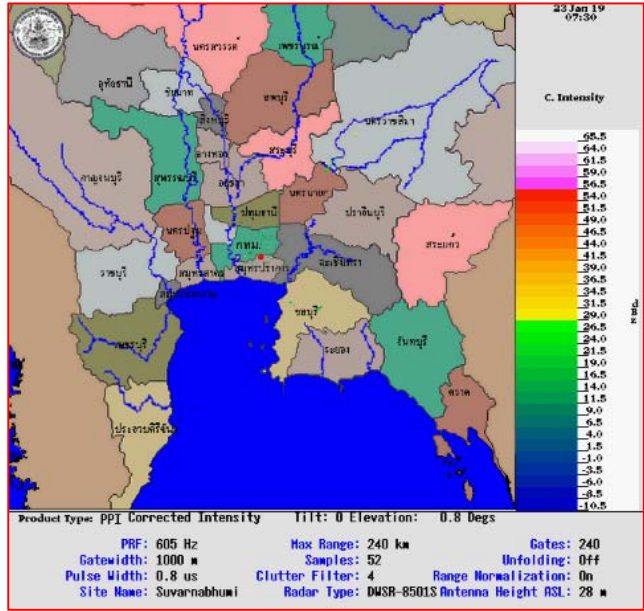 23 Jan 19
07:30
C. Intensity
65.5
64.0
61.5
59.0
56.5
54.0
51.5
49.0
46.5
44.0
41.5
39.0
36.5
34.0
31.5
29.0
26.5
24.0
21.5
19.0
16.5
14.0
11.5
9.0
6.5
4.0
1.5
-1.0
-3.5
-6.0
-8.5
-10.5
นครสวรรค์
เพชรบูรณ์
อุทัยธานี
ชัยนาท
ลพบุรี
สิงห์บุรี
นครราชสีมา
อ่างทอง
สระบุรี
กาญจนบุรี
สุพรรณบุรี
อยุธยา
นครนายก
ปราจีนบุรี
ปทุมธานี
นครปฐม
กทม.
สระแก้ว
ฉะเชิงเทรา
ราชบุรี
สมุทรสาคร
สมุทรปราการ
ชลบุรี
เพชรบุรี
ระยอง
จันทบุรี
ตราด
ประจวบคีรีขันธ์
Product Type: PPI Corrected Intensity Tilt: 0 Elevation: 0.8 Degs
PRF: 605 Hz Max Range: 240 km Gates: 240
Gatewidth: 1000 m Samples: 52 Unfolding: Off
Pulse Width: 0.8 us Clutter Filter: 4 Range Normalization: On
Site Name: Suvarnabhumi Radar Type: DWSR-8501S Antenna Height ASL: 28 m